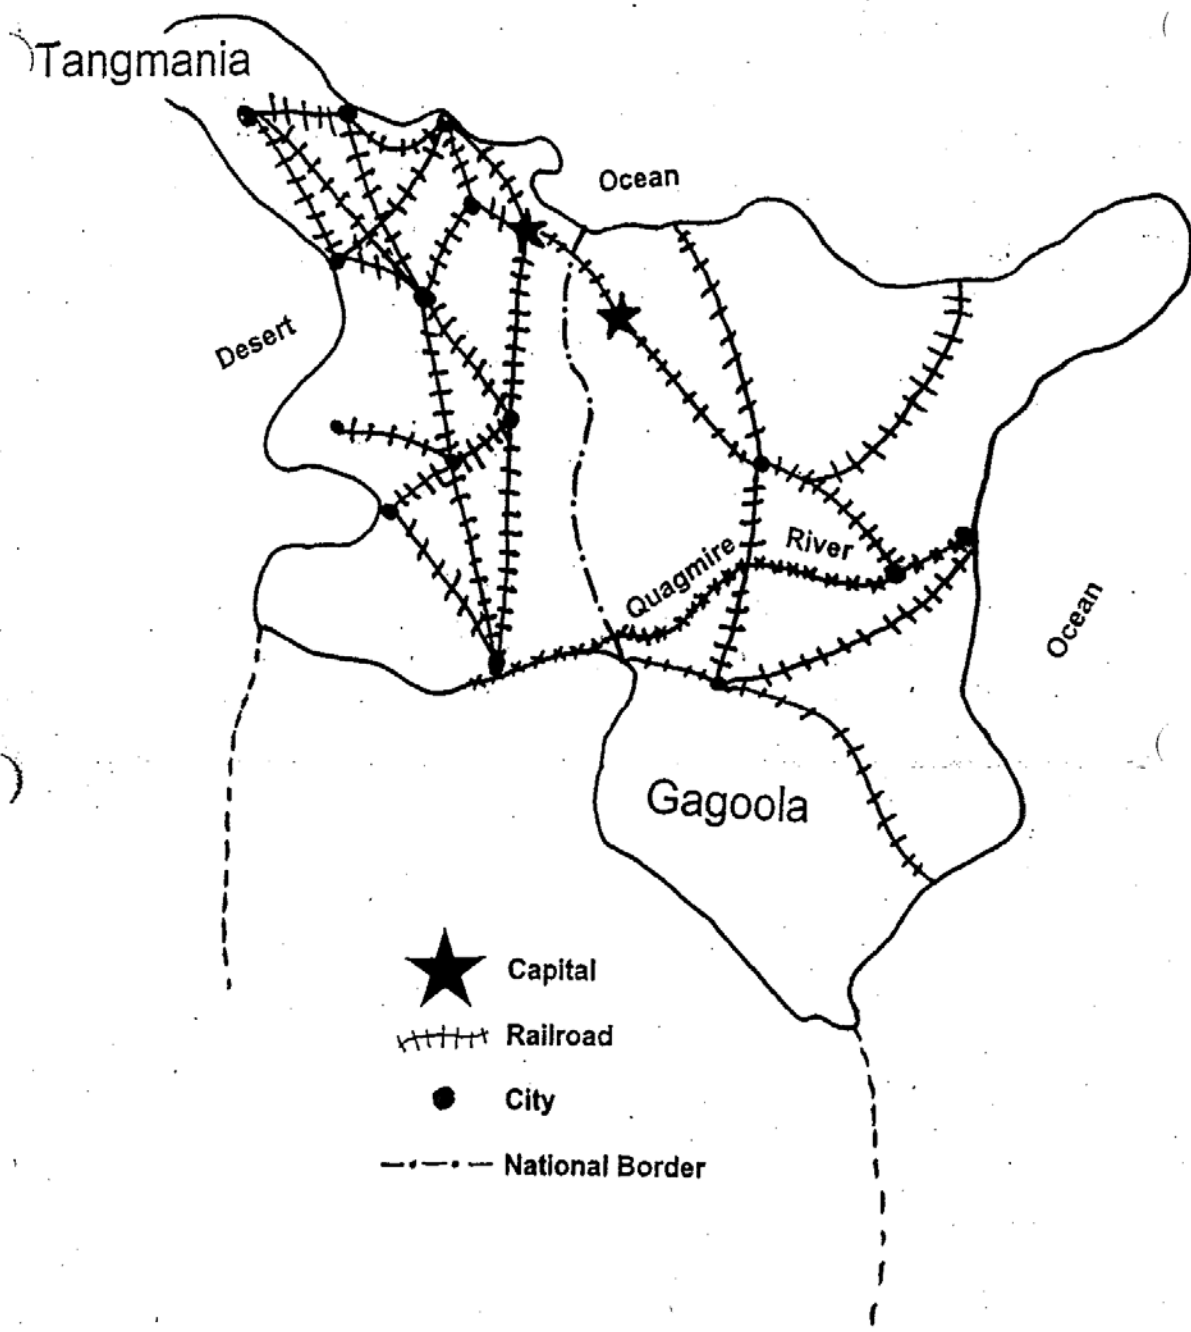 Tangmania
Ocean
Desert
River
Quagmire
Ocean
Gagoola
Capital
Railroad
City
National Border